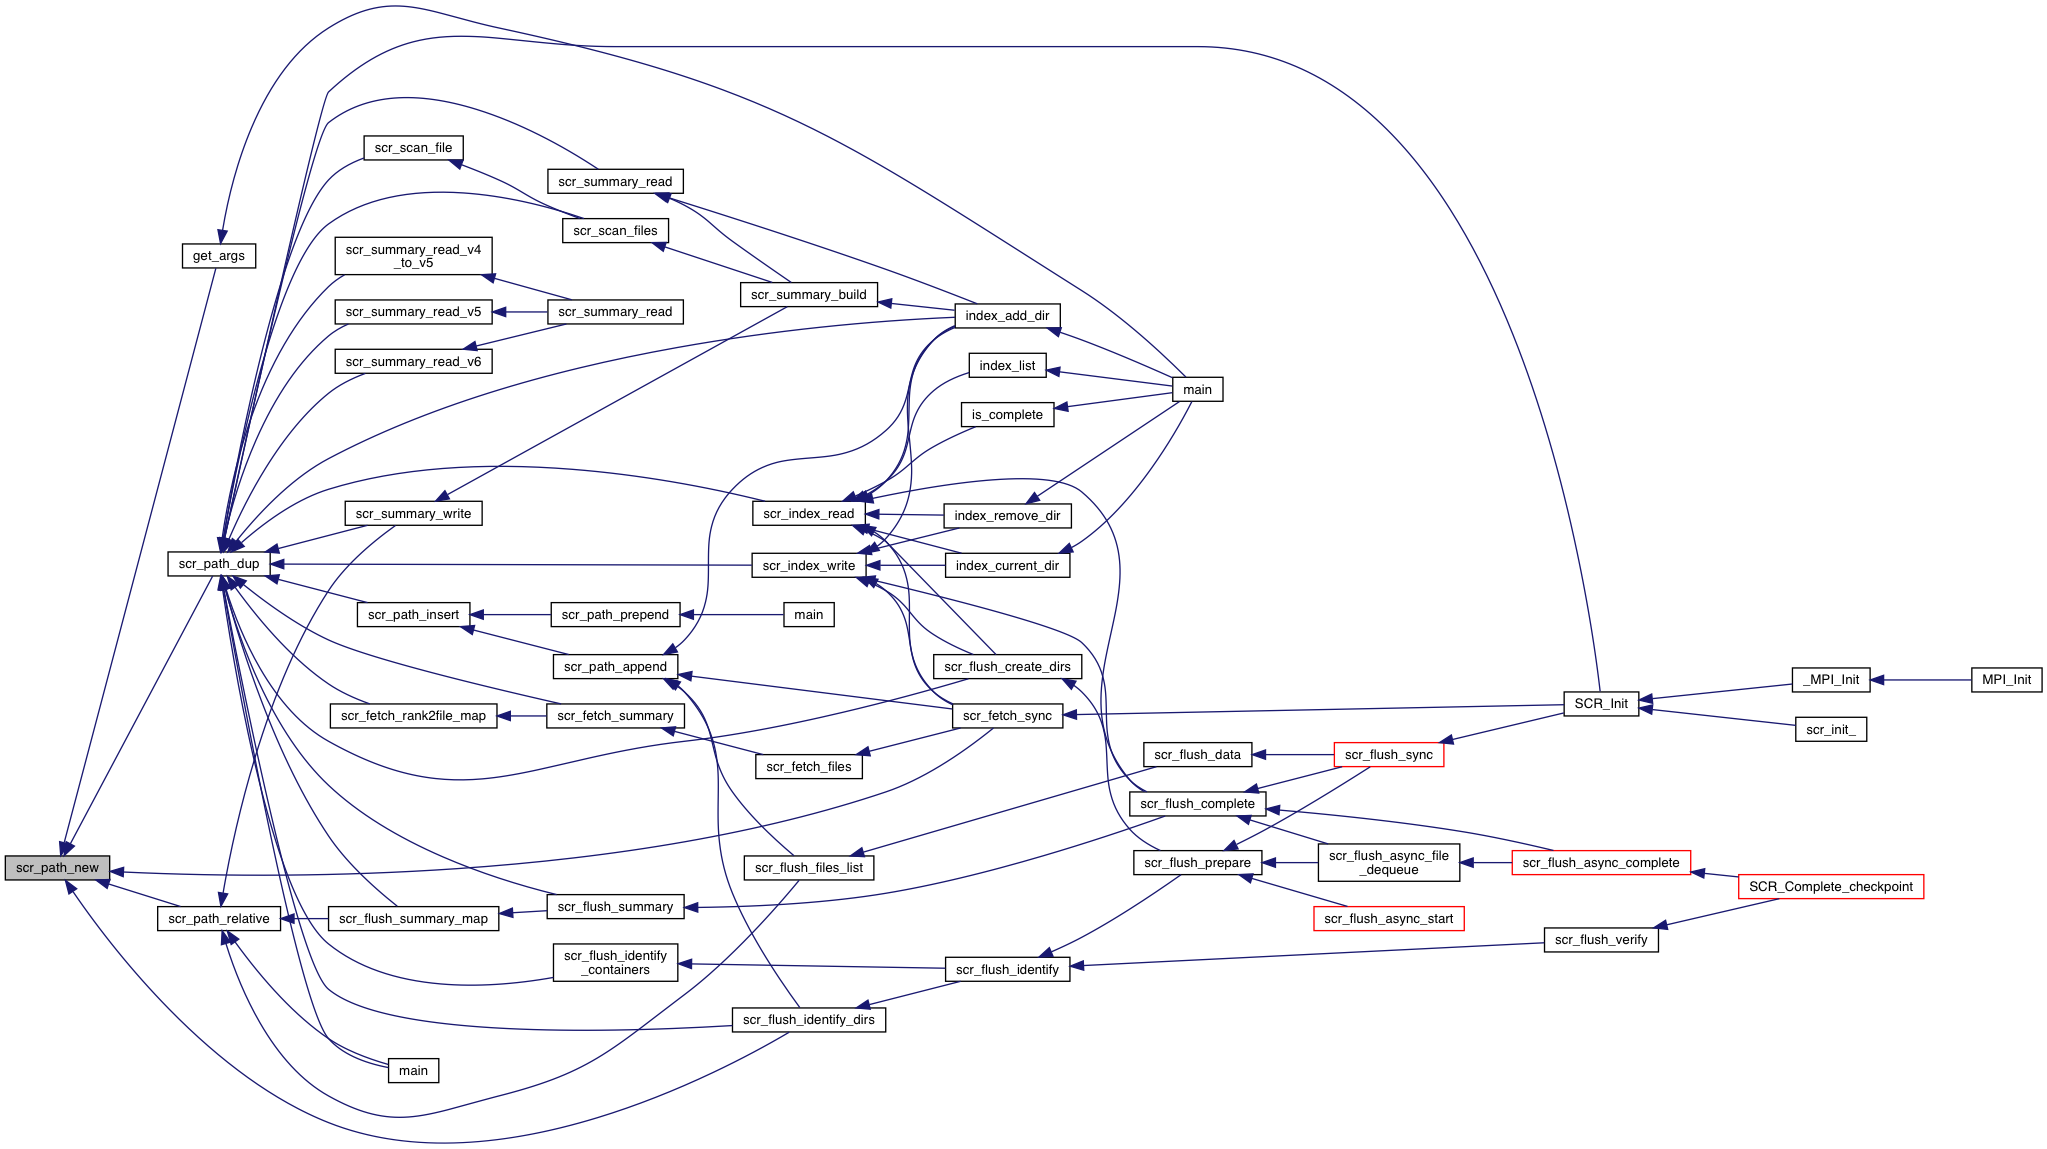 scr_path_new
get_args
scr_path_dup
scr_path_relative
scr_scan_file
scr_summary_read_v4
_to_v5
scr_summary_read_v5
scr_summary_read_v6
scr_summary_write
scr_path_insert
scr_fetch_rank2file_map
scr_flush_summary_map
main
scr_summary_read
scr_scan_files
scr_summary_read
scr_path_prepend
scr_path_append
scr_fetch_summary
scr_flush_summary
scr_flush_identify
_containers
scr_summary_build
scr_index_read
scr_index_write
main
scr_fetch_files
scr_flush_files_list
scr_flush_identify_dirs
index_add_dir
index_list
is_complete
index_remove_dir
index_current_dir
scr_flush_create_dirs
scr_fetch_sync
scr_flush_identify
main
scr_flush_data
scr_flush_complete
scr_flush_prepare
scr_flush_sync
scr_flush_async_file
_dequeue
scr_flush_async_start
SCR_Init
scr_flush_async_complete
scr_flush_verify
_MPI_Init
scr_init_
SCR_Complete_checkpoint
MPI_Init